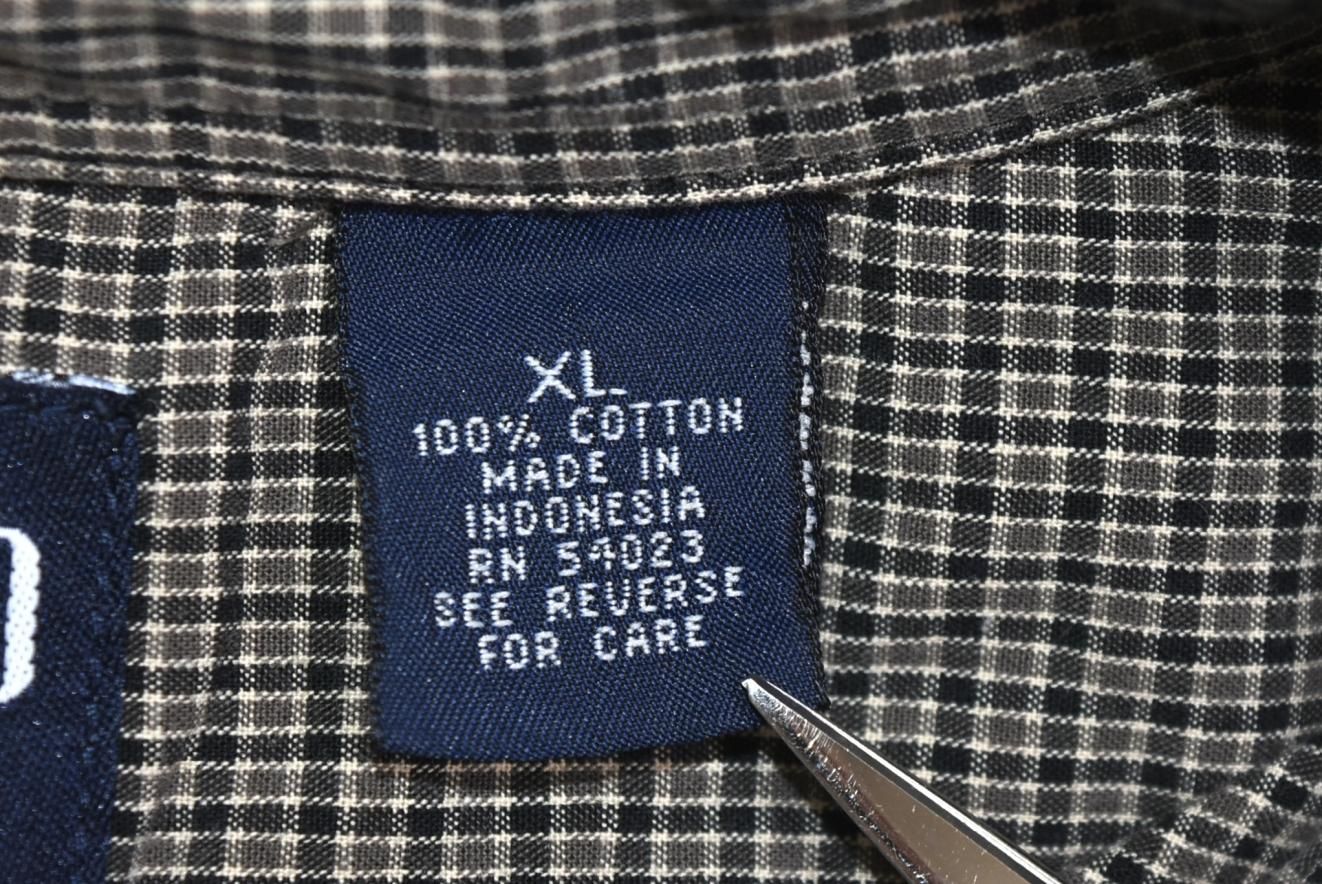 XL
100% COTTON
MADE IN
INDONESIA
RN 54023
SEE REVERSE
FOR CARE